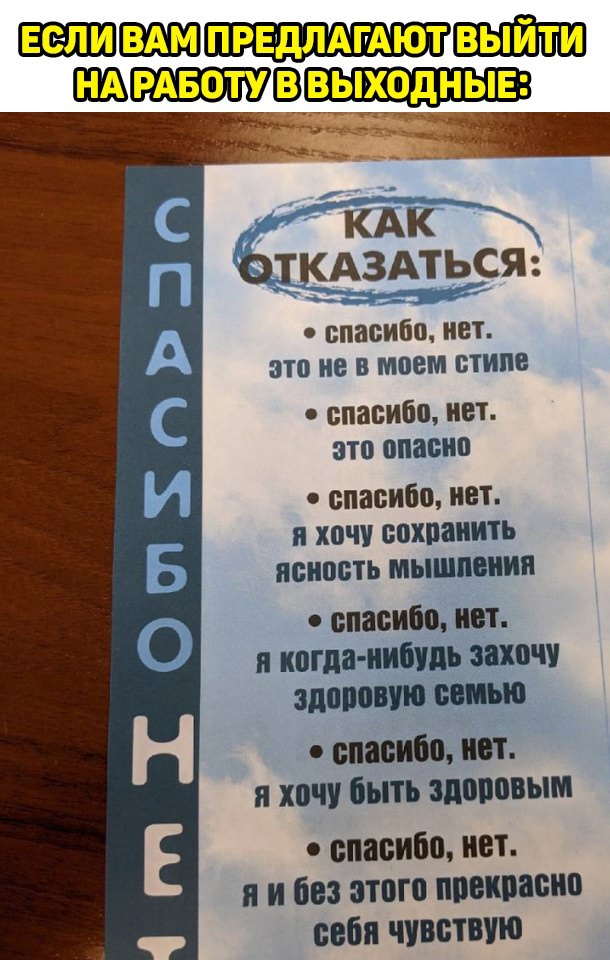 ЕСЛИ ВАМ ПРЕДЛАГАЮТ ВЫЙТИ
НА РАБОТУ В ВЫХОДНЫЕ:
СПАСИБО НЕТ
КАК
ОТКАЗАТЬСЯ:
• спасибо, нет.
это не в моем стиле
• спасибо, нет.
это опасно
• спасибо, нет.
я хочу сохранить
ясность мышления
• спасибо, нет.
я когда-нибудь захочу
здоровую семью
• спасибо, нет.
я хочу быть здоровым
• спасибо, нет.
я и без этого прекрасно
себя чувствую